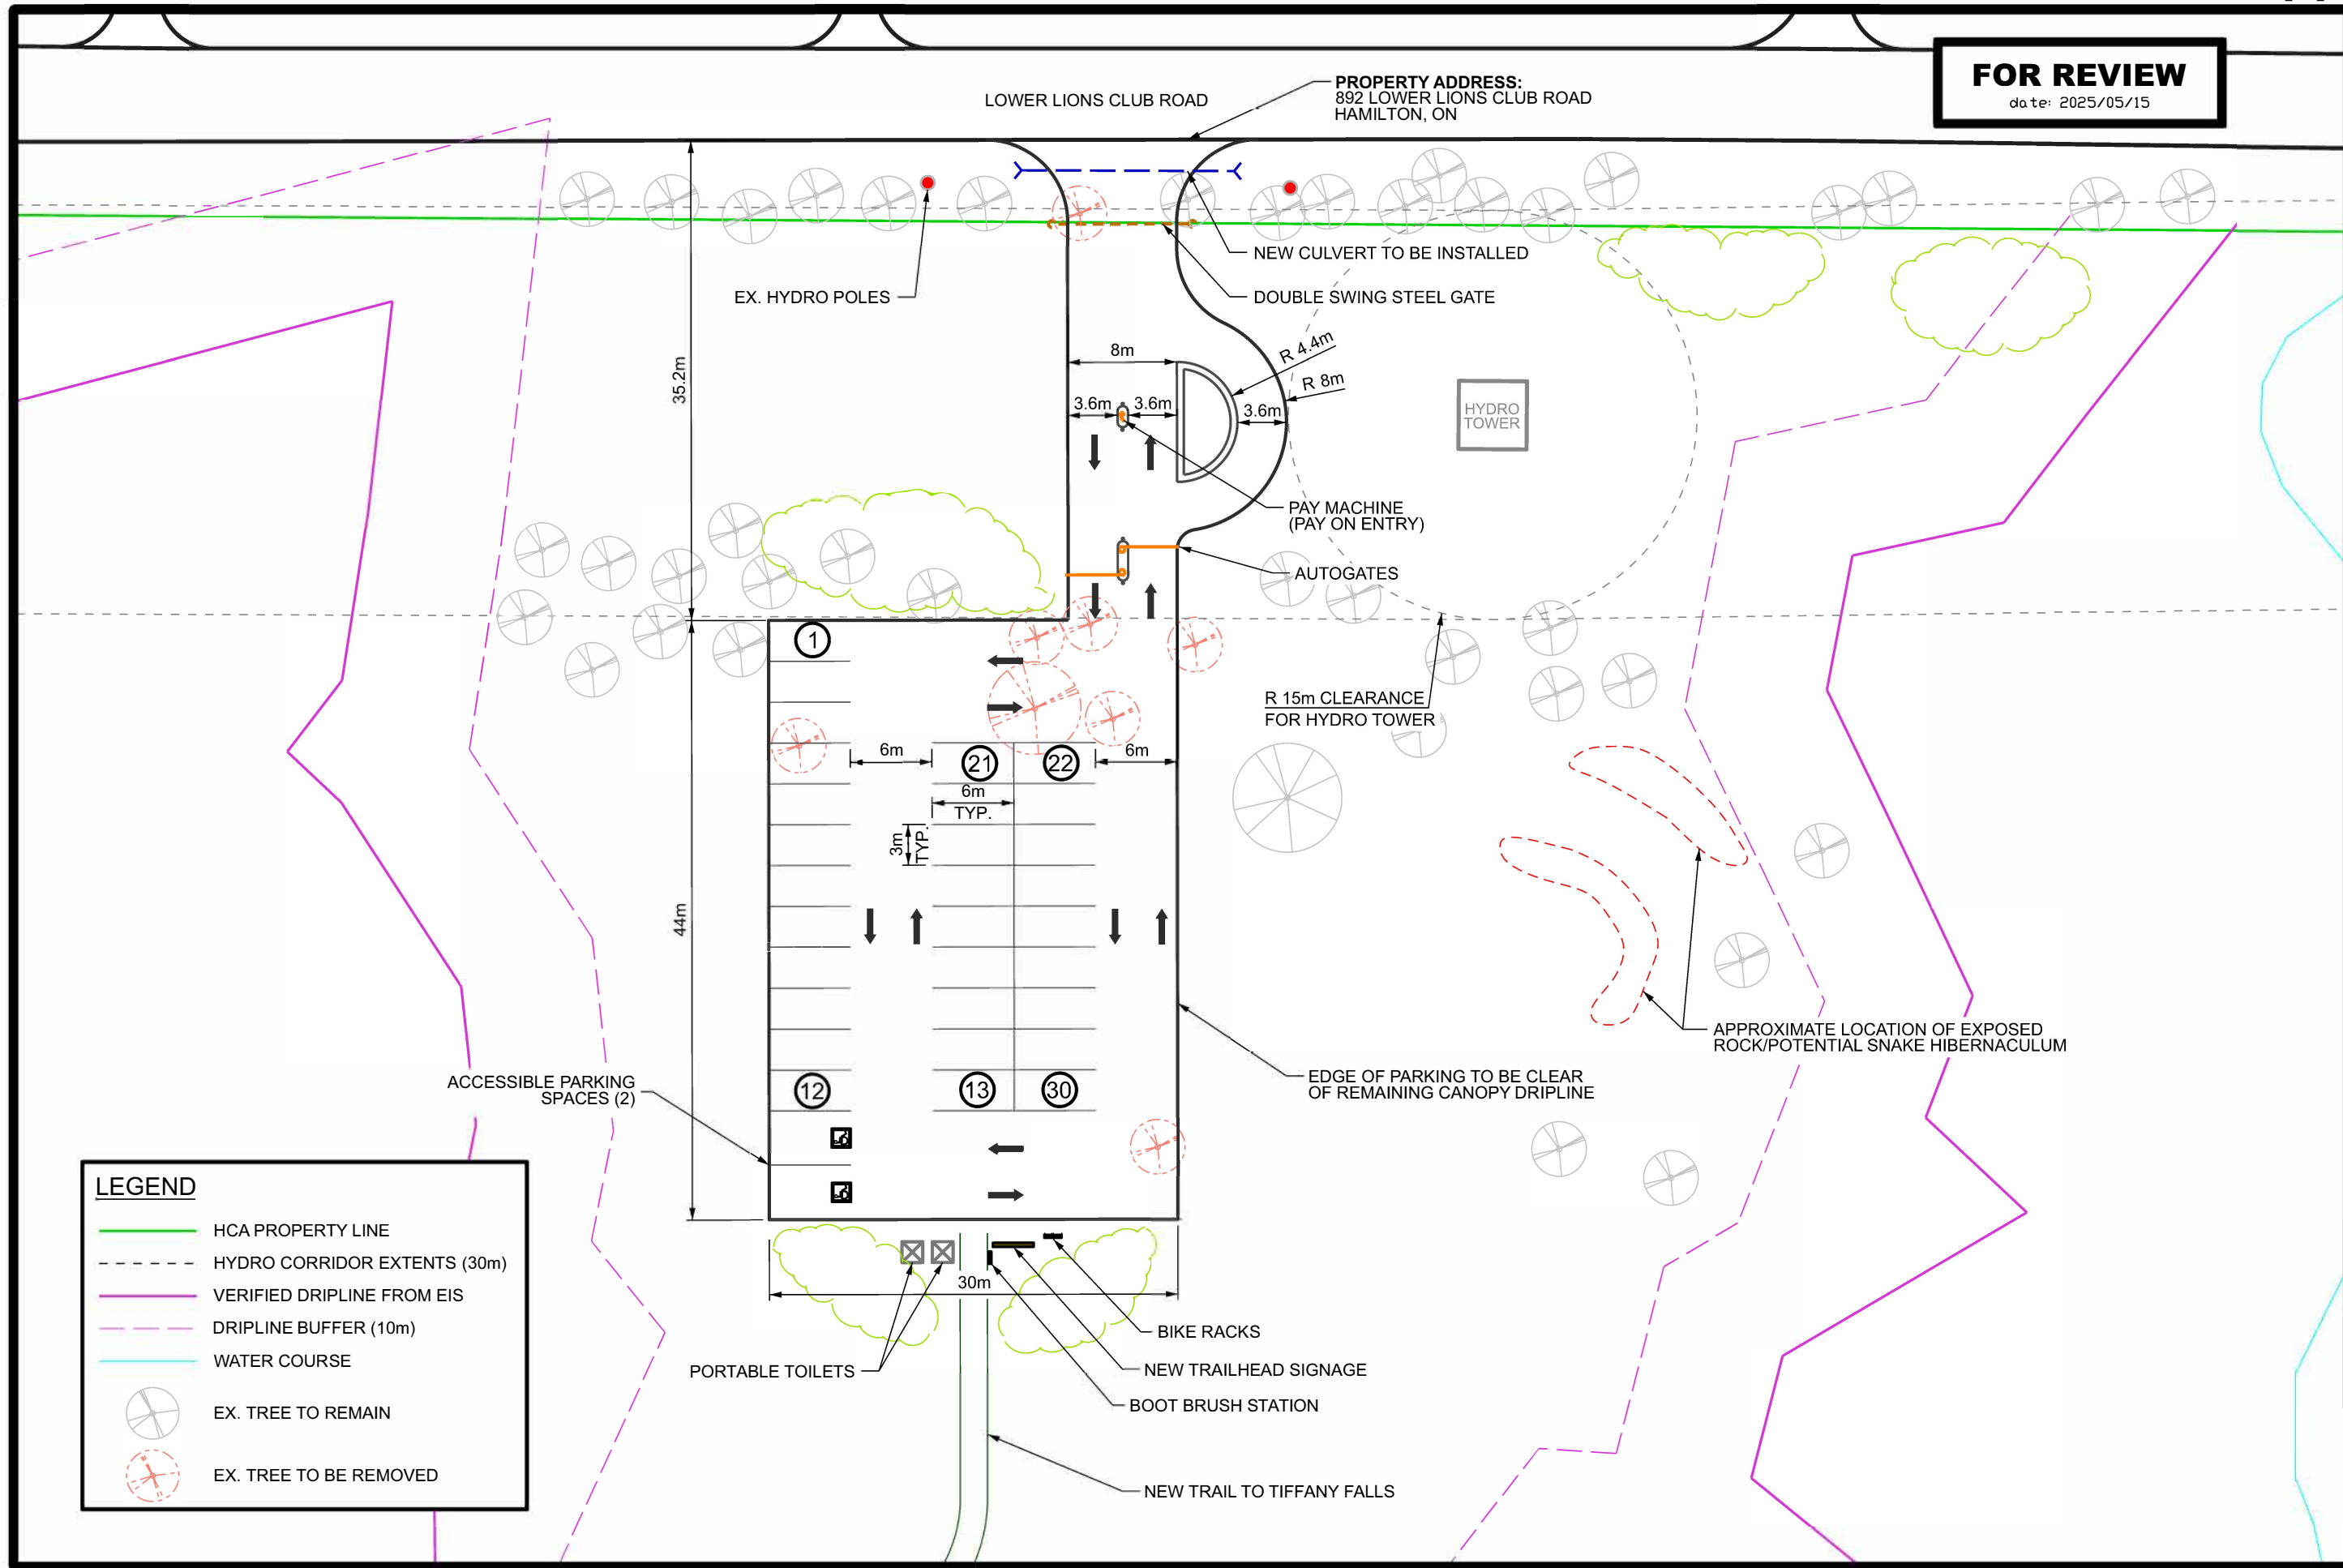 FOR REVIEW
date: 2025/05/15
LOWER LIONS CLUB ROAD
PROPERTY ADDRESS:
892 LOWER LIONS CLUB ROAD
HAMILTON, ON
NEW CULVERT TO BE INSTALLED
EX. HYDRO POLES
DOUBLE SWING STEEL GATE
35.2m
8m
R 4.4m
R 8m
3.6m
3.6m
3.6m
HYDRO
TOWER
PAY MACHINE
(PAY ON ENTRY)
AUTOGATES
1
R 15m CLEARANCE
FOR HYDRO TOWER
6m
21
22
6m
6m
TYP.
3m
TYP.
44m
APPROXIMATE LOCATION OF EXPOSED
ROCK/POTENTIAL SNAKE HIBERNACULUM
ACCESSIBLE PARKING
SPACES (2)
12
13
30
EDGE OF PARKING TO BE CLEAR
OF REMAINING CANOPY DRIPLINE
30m
BIKE RACKS
PORTABLE TOILETS
NEW TRAILHEAD SIGNAGE
BOOT BRUSH STATION
NEW TRAIL TO TIFFANY FALLS
LEGEND
HCA PROPERTY LINE
HYDRO CORRIDOR EXTENTS (30m)
VERIFIED DRIPLINE FROM EIS
DRIPLINE BUFFER (10m)
WATER COURSE
EX. TREE TO REMAIN
EX. TREE TO BE REMOVED